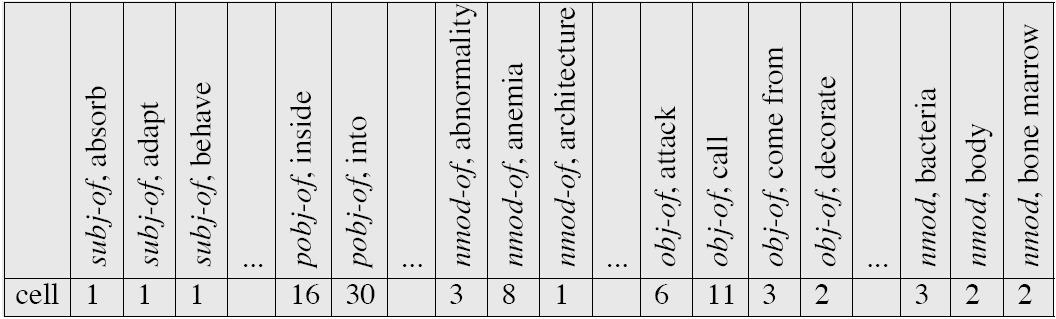 subj-of, absorb
subj-of, adapt
subj-of, behave
...
pobj-of, inside
pobj-of, into
...
nmod-of, abnormality
nmod-of, anemia
nmod-of, architecture
...
obj-of, attack
obj-of, call
obj-of, come from
obj-of, decorate
...
nmod, bacteria
nmod, body
nmod, bone marrow
cell 1 1 1 16 30 3 8 1 6 11 3 2 3 2 2